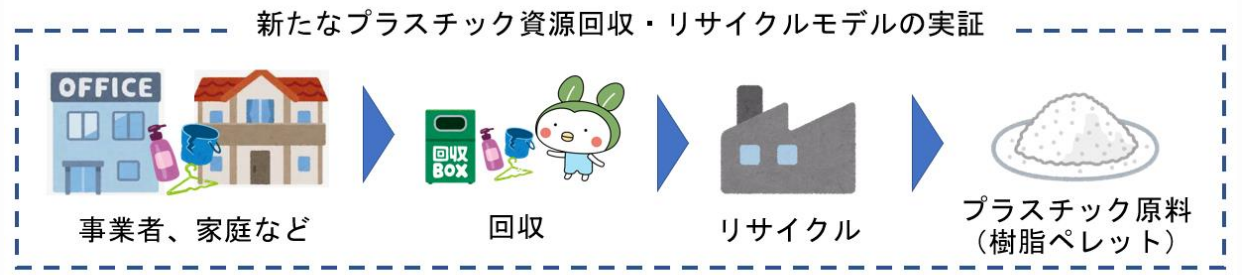 新たなプラスチック資源回収・リサイクルモデルの実証
OFFICE
回収
BOX
事業者、家庭など
回収
リサイクル
プラスチック原料
（樹脂ペレット）